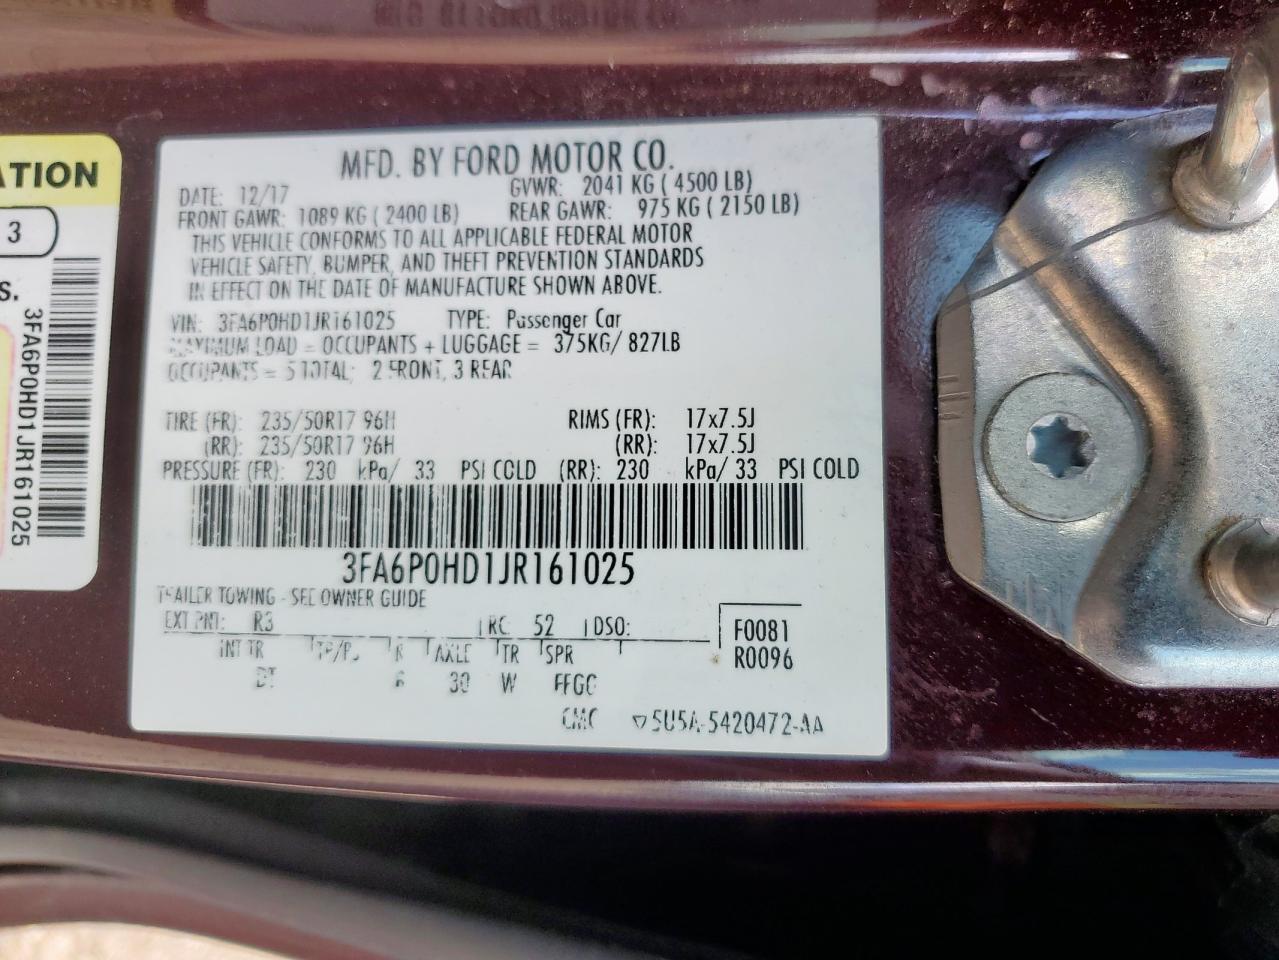 ATION
3
S.
3FA6P0HD1JR161025
MFD. BY FORD MOTOR CO.
DATE: 12/17 GVWR: 2041 KG ( 4500 LB)
FRONT GAWR: 1089 KG ( 2400 LB) REAR GAWR: 975 KG ( 2150 LB)
THIS VEHICLE CONFORMS TO ALL APPLICABLE FEDERAL MOTOR
VEHICLE SAFETY, BUMPER, AND THEFT PREVENTION STANDARDS
IN EFFECT ON THE DATE OF MANUFACTURE SHOWN ABOVE.
VIN: 3FA6P0HD1JR161025 TYPE: Passenger Car
MAXIMUM LOAD = OCCUPANTS + LUGGAGE = 375KG/ 827LB
OCCUPANTS = 5 TOTAL; 2 FRONT, 3 REAR
TIRE (FR): 235/50R17 96H RIMS (FR): 17x7.5J
(RR): 235/50R17 96H (RR): 17x7.5J
PRESSURE (FR): 230 kPa/ 33 PSI COLD (RR): 230 kPa/ 33 PSI COLD
3FA6P0HD1JR161025
TRAILER TOWING - SEE OWNER GUIDE
EXT PNT: R3 RC: 52 DSO: F0081
INT TR TP/PS R AXLE TR SPR R0096
30 W FFGC
CMC ▽5U5A-5420472-AA